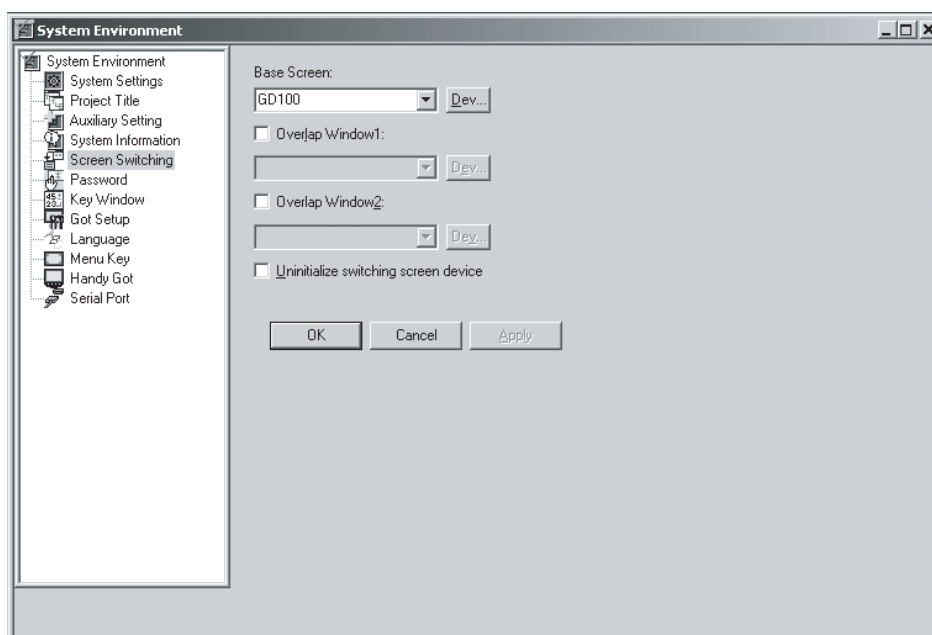 System Environment
System Environment
System Settings
Project Title
Auxiliary Setting
System Information
Screen Switching
Password
Key Window
Got Setup
Language
Menu Key
Handy Got
Serial Port
Base Screen:
GD100 Dev...
Overlap Window1:
Dev...
Overlap Window2:
Dev...
Uninitialize switching screen device
OK Cancel Apply